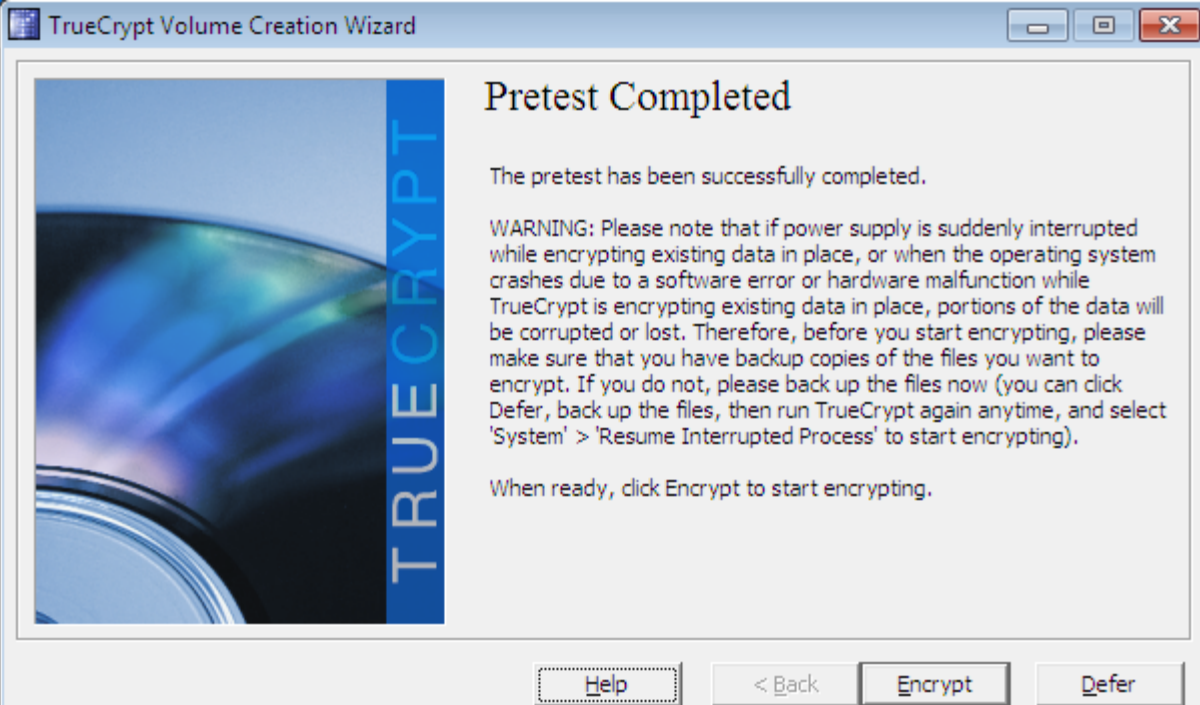 TrueCrypt Volume Creation Wizard
TRUECRYPT
Pretest Completed
The pretest has been successfully completed.
WARNING: Please note that if power supply is suddenly interrupted
while encrypting existing data in place, or when the operating system
crashes due to a software error or hardware malfunction while
TrueCrypt is encrypting existing data in place, portions of the data will
be corrupted or lost. Therefore, before you start encrypting, please
make sure that you have backup copies of the files you want to
encrypt. If you do not, please back up the files now (you can click
Defer, back up the files, then run TrueCrypt again anytime, and select
'System' > 'Resume Interrupted Process' to start encrypting).
When ready, click Encrypt to start encrypting.
Help < Back Encrypt Defer